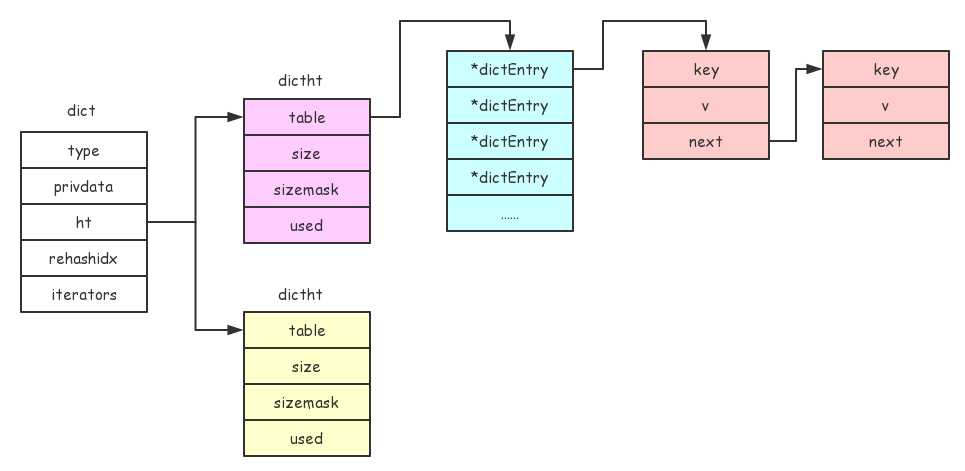 dict
type
privdata
ht
rehashidx
iterators
dictht
table
size
sizemask
used
dictht
table
size
sizemask
used
*dictEntry
*dictEntry
*dictEntry
*dictEntry
......
key
v
next
key
v
next